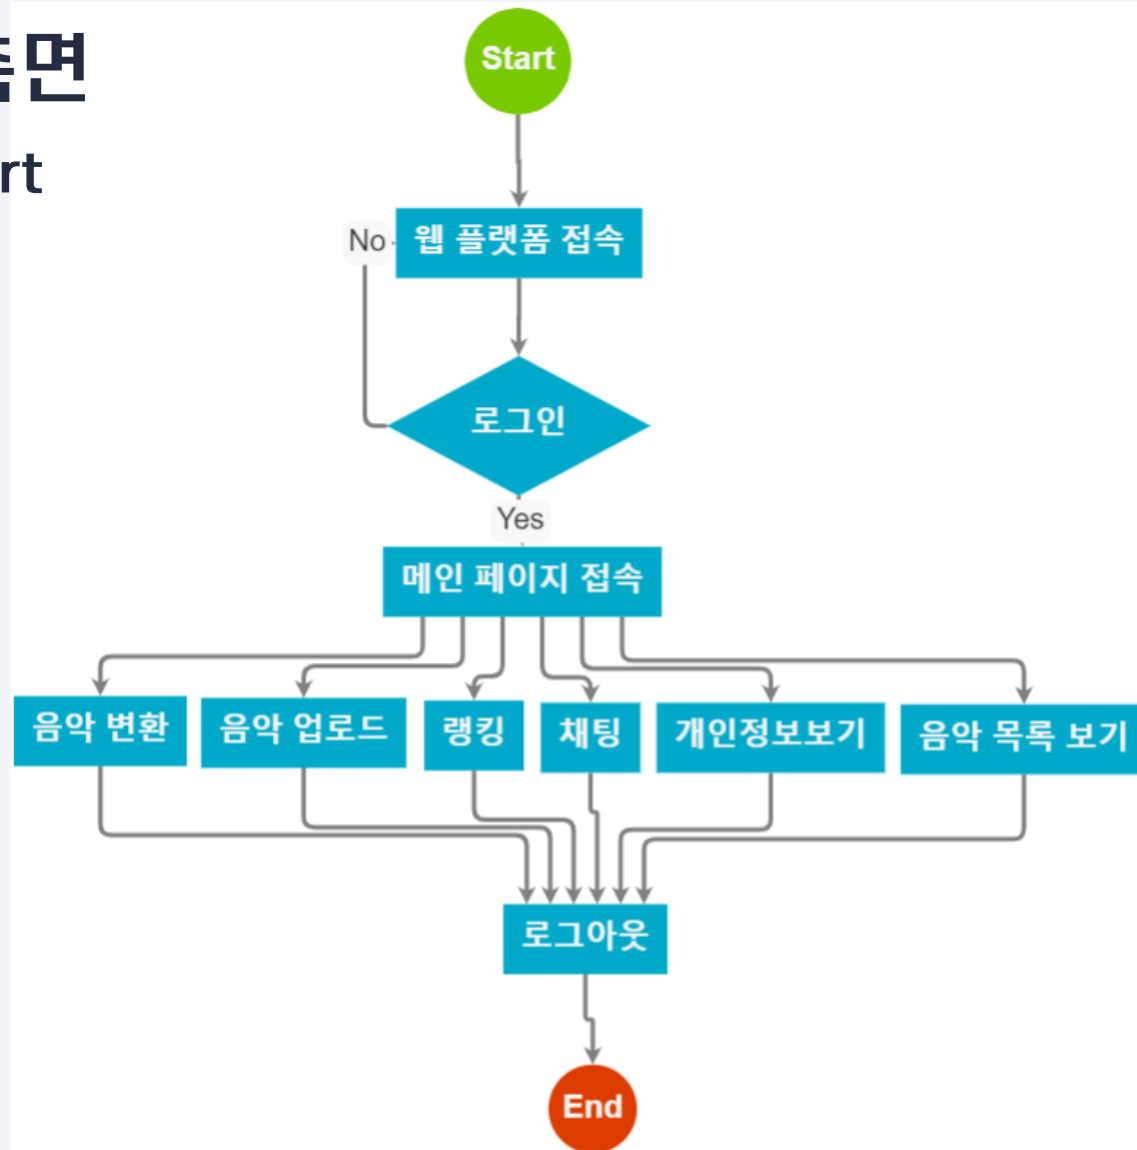 면
rt
Start
웹 플랫폼 접속
No
로그인
Yes
메인 페이지 접속
음악 변환
음악 업로드
랭킹
채팅
개인정보보기
음악 목록 보기
로그아웃
End